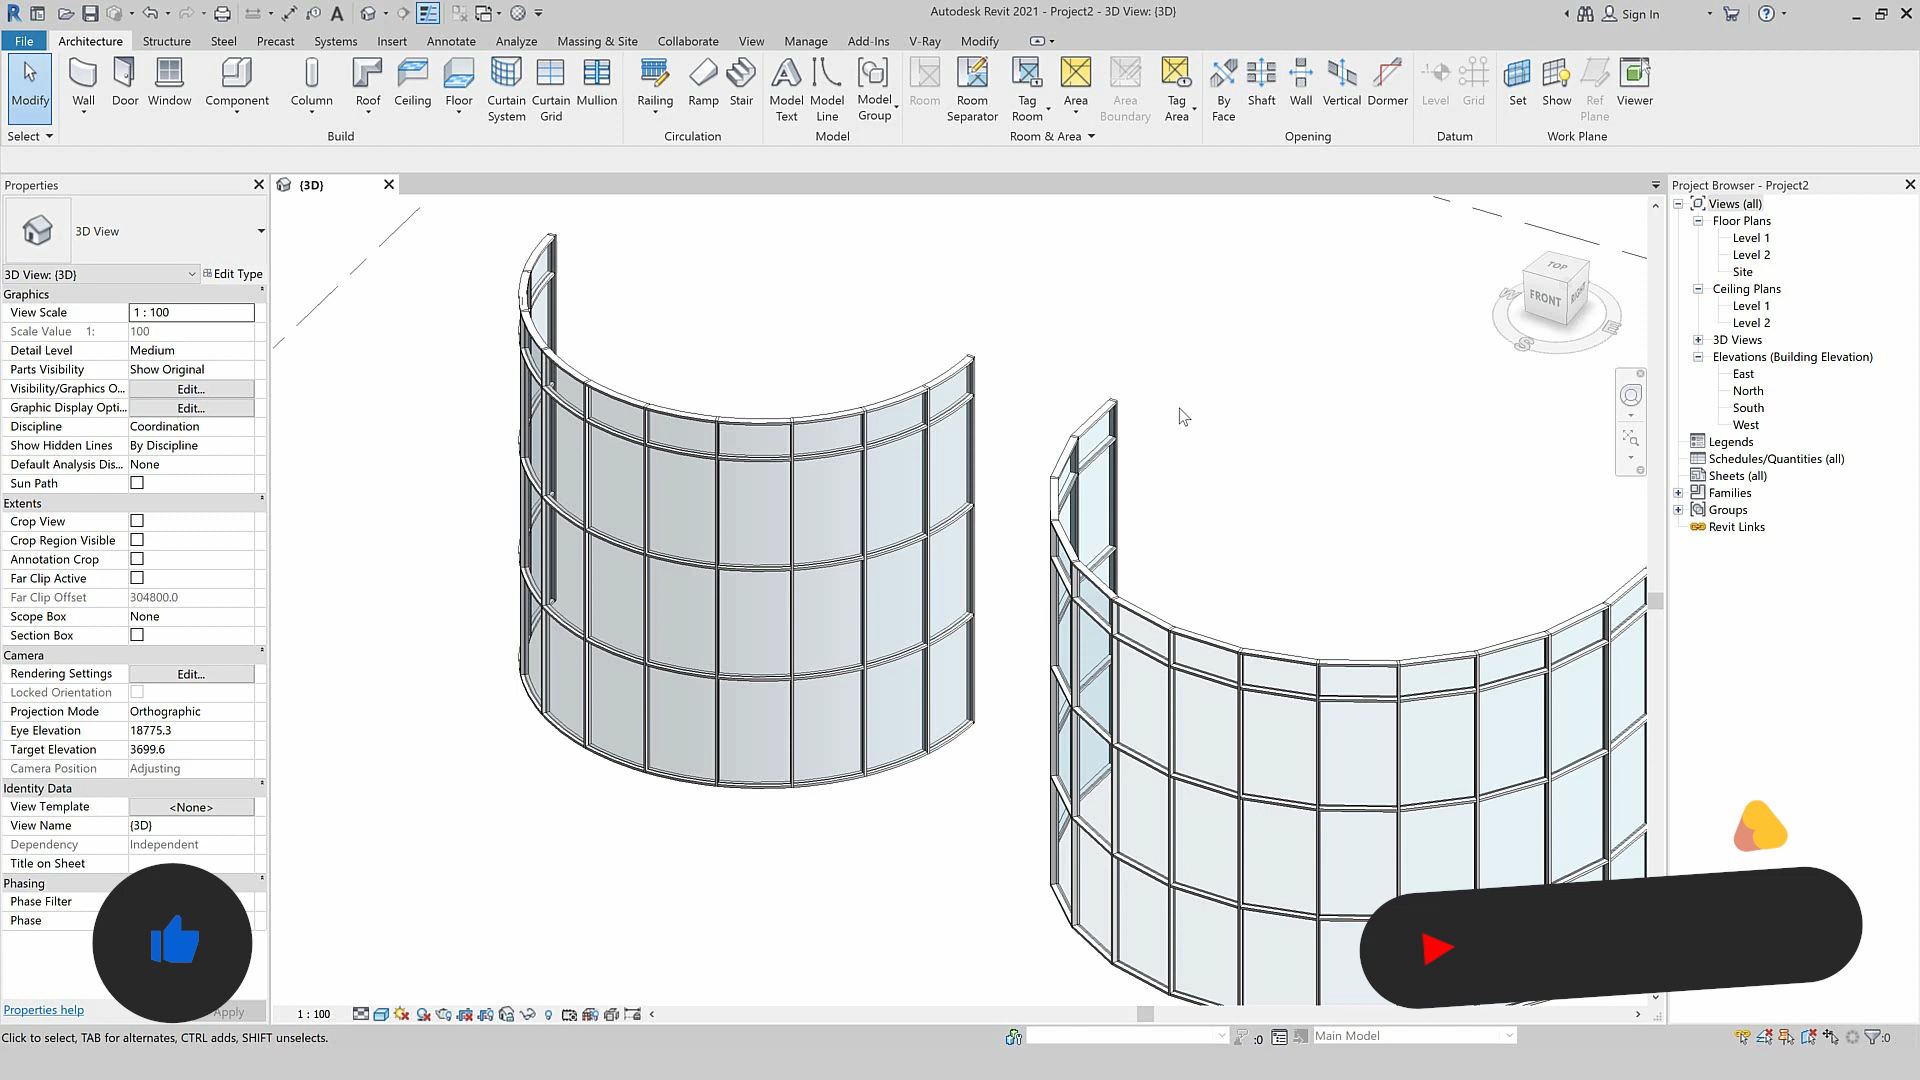 Autodesk Revit 2021 - Project2 - 3D View: {3D}
Sign In
File Architecture Structure Steel Precast Systems Insert Annotate Analyze Massing & Site Collaborate View Manage Add-Ins V-Ray Modify
Modify Wall Door Window Component Column Roof Ceiling Floor Curtain System Curtain Grid Mullion Railing Ramp Stair Model Text Model Line Model Group Room Room Separator Tag Room Area Area Boundary Tag Area By Face Shaft Wall Vertical Dormer Level Grid Set Show Ref Plane Viewer
Select Build Circulation Model Room & Area Opening Datum Work Plane
Properties
3D View
3D View: {3D} Edit Type
Graphics
View Scale 1 : 100
Scale Value 1: 100
Detail Level Medium
Parts Visibility Show Original
Visibility/Graphics O... Edit...
Graphic Display Opti... Edit...
Discipline Coordination
Show Hidden Lines By Discipline
Default Analysis Dis... None
Sun Path
Extents
Crop View
Crop Region Visible
Annotation Crop
Far Clip Active
Far Clip Offset 304800.0
Scope Box None
Section Box
Camera
Rendering Settings Edit...
Locked Orientation
Projection Mode Orthographic
Eye Elevation 18775.3
Target Elevation 3699.6
Camera Position Adjusting
Identity Data
View Template <None>
View Name {3D}
Dependency Independent
Title on Sheet
Phasing
Phase Filter
Phase
Properties help Apply
{3D}
TOP
FRONT
RIGHT
W
S
E
Project Browser - Project2
Views (all)
Floor Plans
Level 1
Level 2
Site
Ceiling Plans
Level 1
Level 2
3D Views
Elevations (Building Elevation)
East
North
South
West
Legends
Schedules/Quantities (all)
Sheets (all)
Families
Groups
Revit Links
1 : 100
Click to select, TAB for alternates, CTRL adds, SHIFT unselects.
:0
Main Model
:0